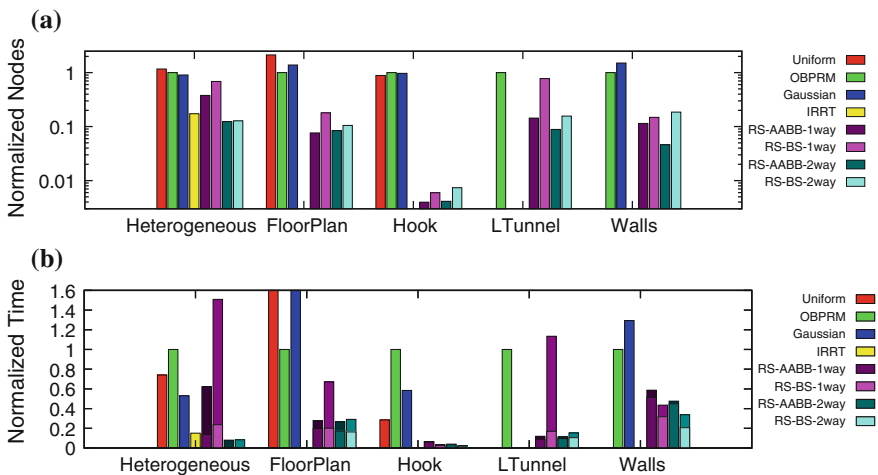 (a)
Normalized Nodes
1
0.1
0.01
Heterogeneous FloorPlan Hook LTunnel Walls
Uniform
OBPRM
Gaussian
IRRT
RS-AABB-1way
RS-BS-1way
RS-AABB-2way
RS-BS-2way
(b)
Normalized Time
1.6
1.4
1.2
1
0.8
0.6
0.4
0.2
0
Heterogeneous FloorPlan Hook LTunnel Walls
Uniform
OBPRM
Gaussian
IRRT
RS-AABB-1way
RS-BS-1way
RS-AABB-2way
RS-BS-2way